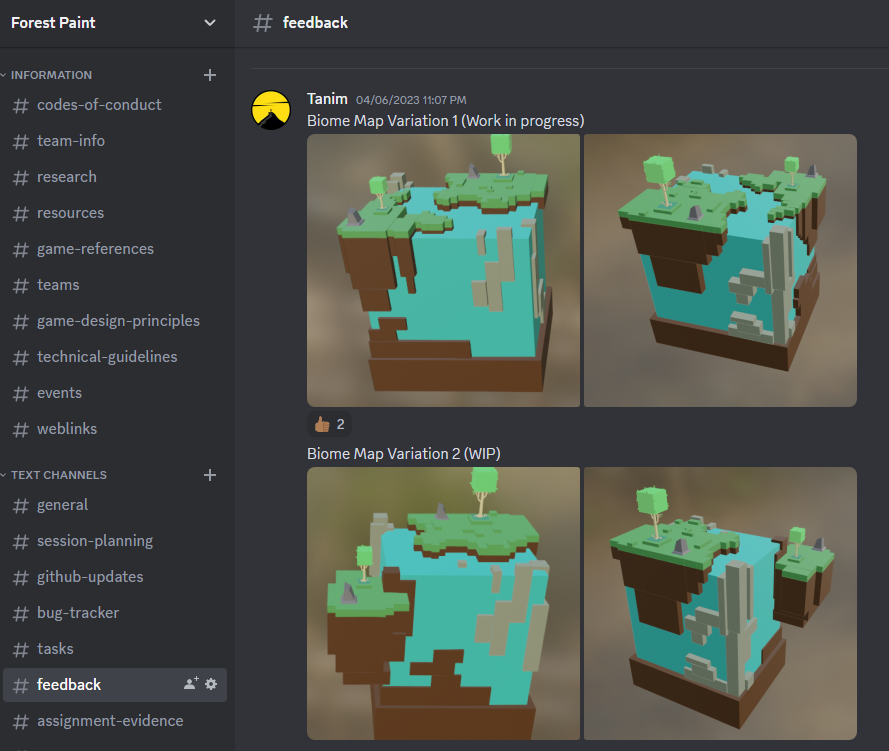 Forest Paint
INFORMATION
# codes-of-conduct
# team-info
# research
# resources
# game-references
# teams
# game-design-principles
# technical-guidelines
# events
# weblinks
TEXT CHANNELS
# general
# session-planning
# github-updates
# bug-tracker
# tasks
# feedback
# assignment-evidence
# feedback
Tanim 04/06/2023 11:07 PM
Biome Map Variation 1 (Work in progress)
2
Biome Map Variation 2 (WIP)